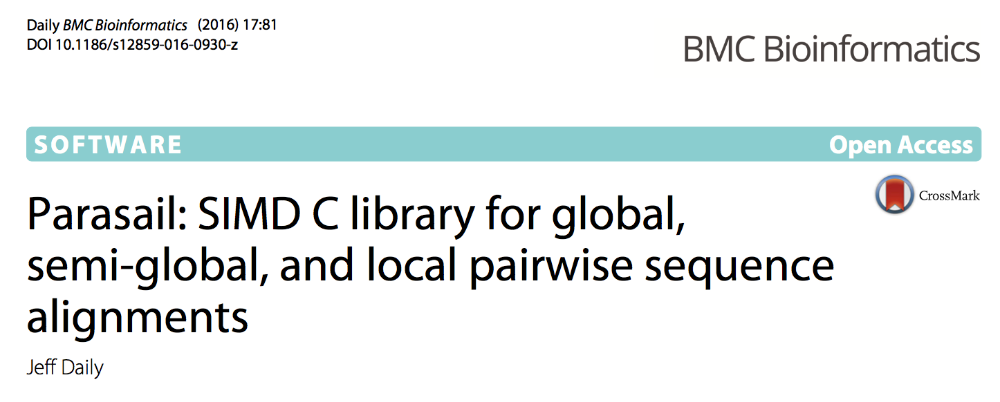 Daily BMC Bioinformatics (2016) 17:81
DOI 10.1186/s12859-016-0930-z
BMC Bioinformatics
SOFTWARE
Open Access
Parasail: SIMD C library for global,
semi-global, and local pairwise sequence
alignments
CrossMark
Jeff Daily